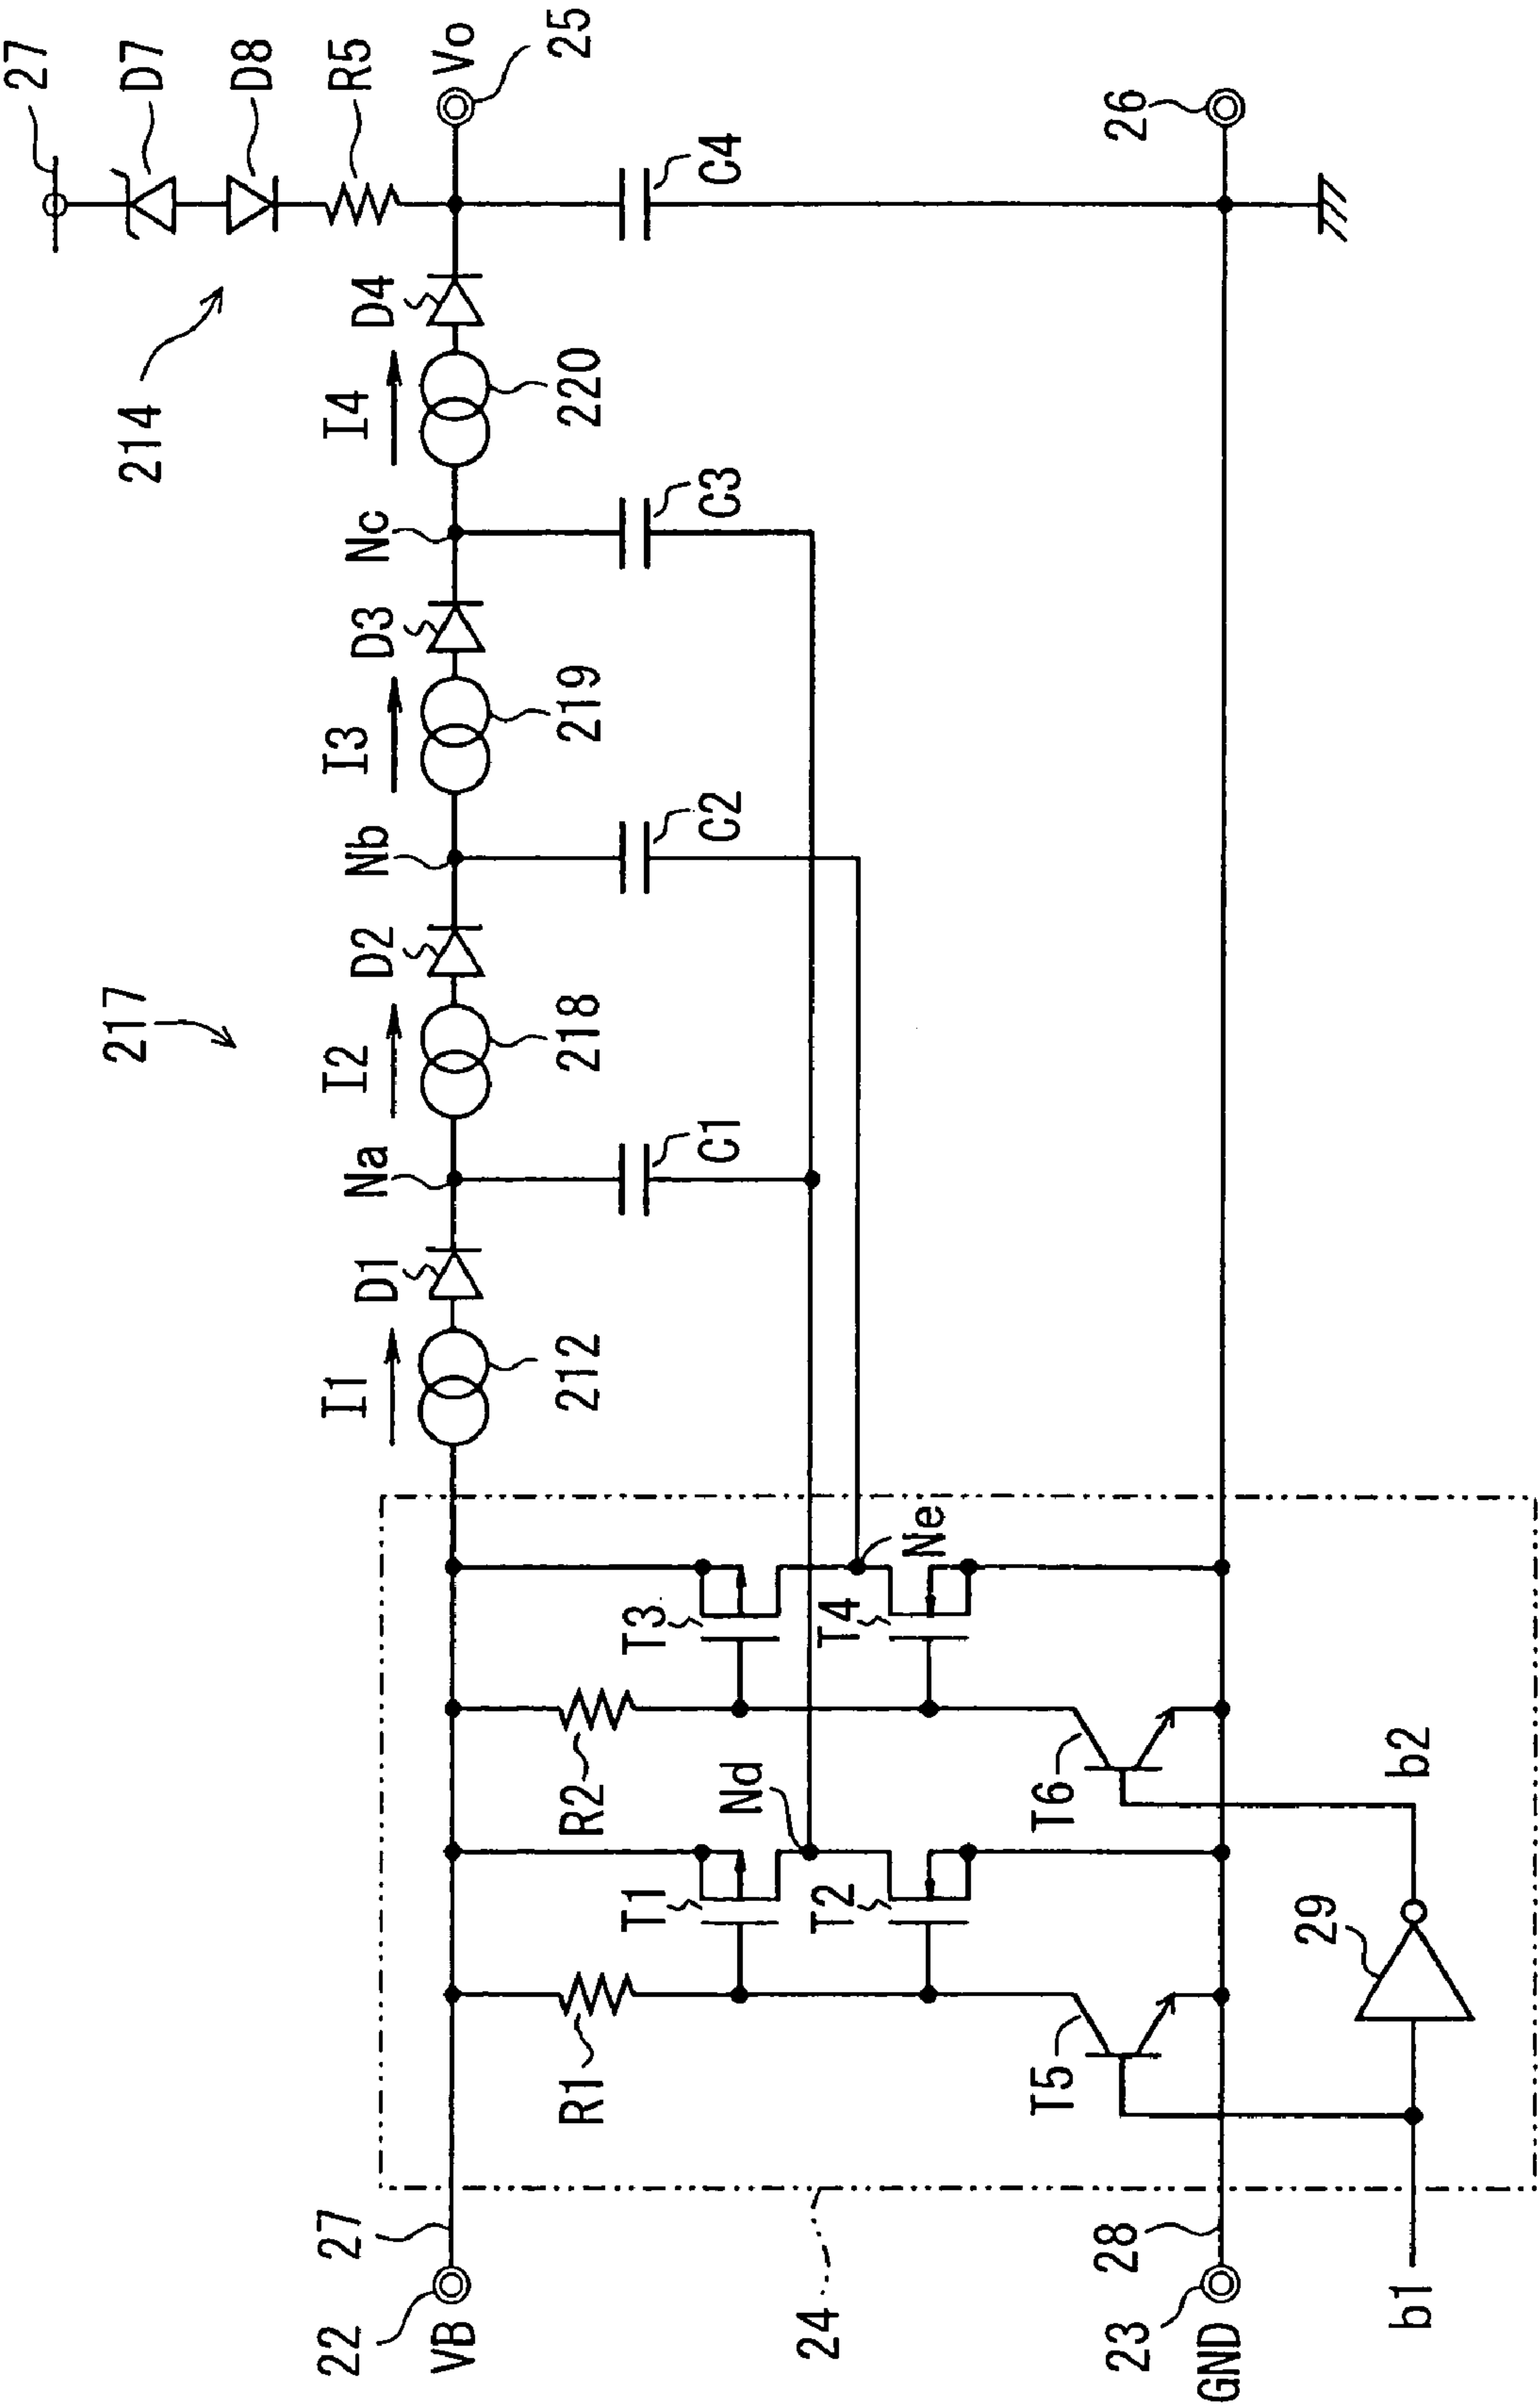 27
D7
D8
R5
Vo
25
214
I4
D4
220
C4
26
Nc
C3
I3
D3
219
217
Nb
C2
I2
D2
218
Na
C1
I1
D1
212
Ne
T3
T4
R2
Nd
T6
b2
T1
T2
29
R1
T5
27
22
VB
24
28
23
GND
b1